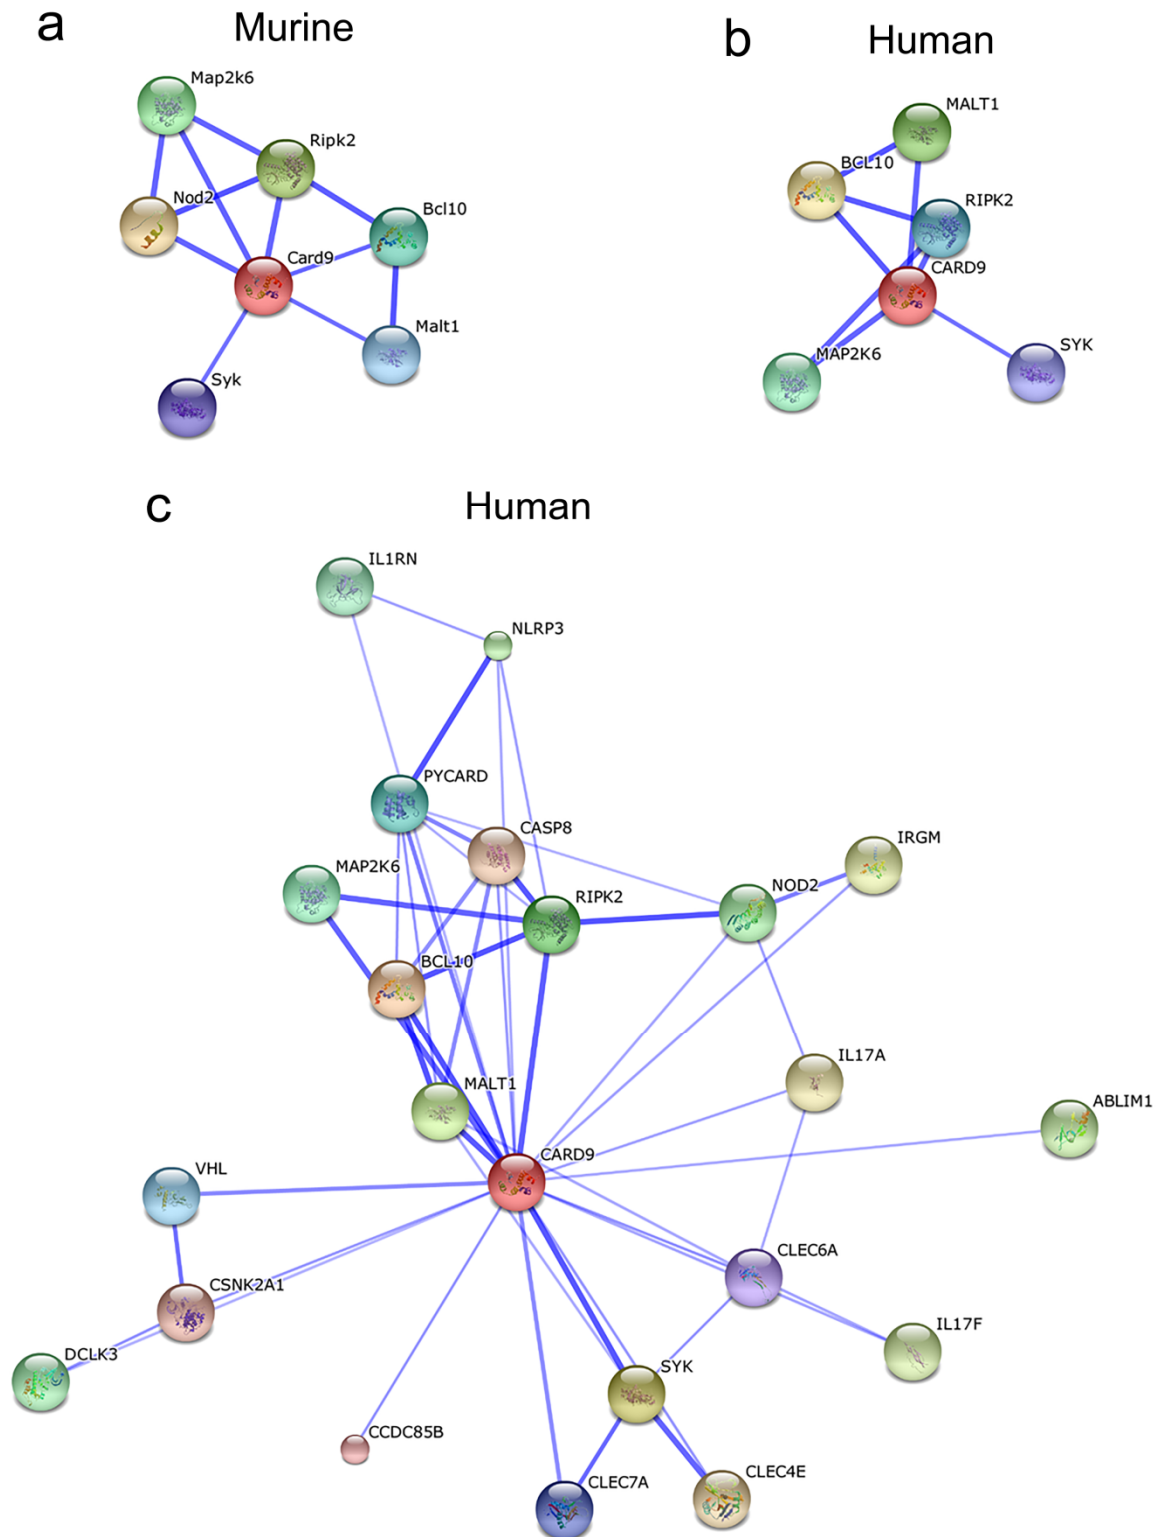 a
Murine
b
Human
Map2k6
Ripk2
Nod2
Bcl10
Card9
Malt1
Syk
MALT1
BCL10
RIPK2
CARD9
MAP2K6
SYK
c
Human
IL1RN
NLRP3
PYCARD
CASP8
IRGM
MAP2K6
NOD2
RIPK2
BCL10
IL17A
MALT1
ABLIM1
CARD9
VHL
CLEC6A
CSNK2A1
IL17F
DCLK3
SYK
CCDC85B
CLEC4E
CLEC7A